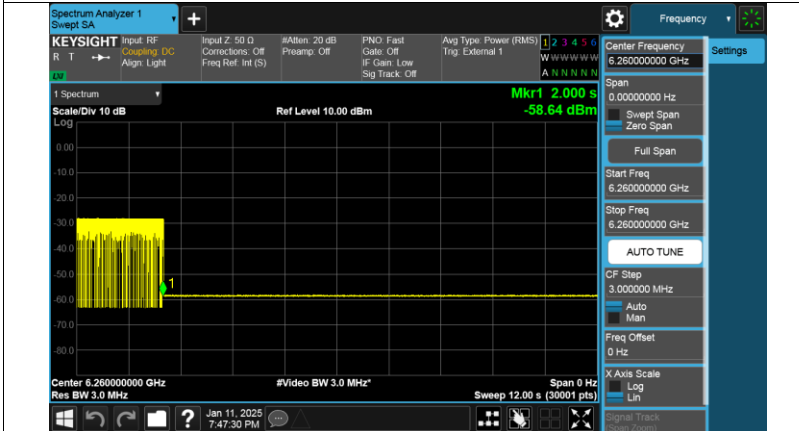 Spectrum Analyzer 1
Swept SA
Frequency
KEYSIGHT
R T
LXI
Input: RF
Coupling: DC
Align: Light
Input Z: 50 Ω
Corrections: Off
Freq Ref: Int (S)
#Atten: 20 dB
Preamp: Off
PNO: Fast
Gate: Off
IF Gain: Low
Sig Track: Off
Avg Type: Power (RMS)
Trig: External 1
1 2 3 4 5 6
W W W W W W
A N N N N N
1 Spectrum
Scale/Div 10 dB
Ref Level 10.00 dBm
Mkr1 2.000 s
-58.64 dBm
Log
0.00
-10.0
-20.0
-30.0
-40.0
-50.0
-60.0
-70.0
-80.0
1
Center 6.260000000 GHz
Res BW 3.0 MHz
#Video BW 3.0 MHz*
Span 0 Hz
Sweep 12.00 s (30001 pts)
Jan 11, 2025
7:47:30 PM
?
Center Frequency
6.260000000 GHz
Span
0.00000000 Hz
Swept Span
Zero Span
Full Span
Start Freq
6.260000000 GHz
Stop Freq
6.260000000 GHz
AUTO TUNE
CF Step
3.000000 MHz
Auto
Man
Freq Offset
0 Hz
X Axis Scale
Log
Lin
Signal Track
(Span Zoom)
Settings